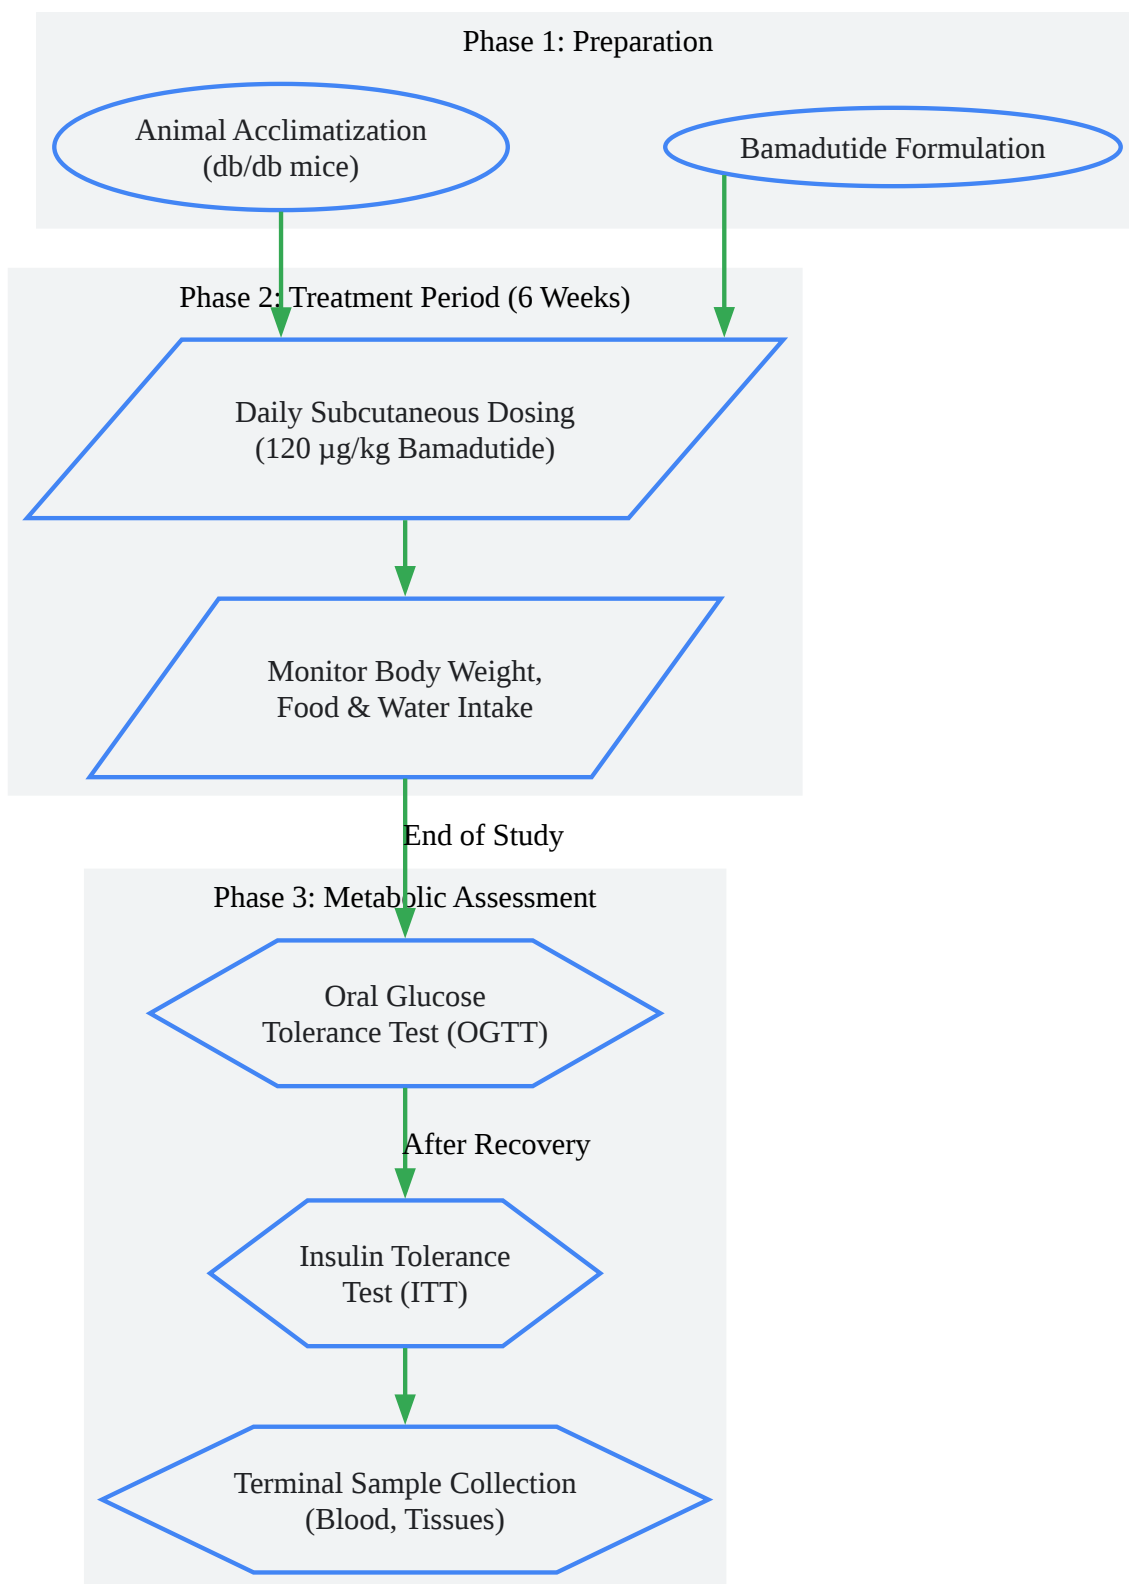 Phase 1: Preparation
Animal Acclimatization
(db/db mice)
Bamadutide Formulation
Phase 2: Treatment Period (6 Weeks)
Daily Subcutaneous Dosing
(120 µg/kg Bamadutide)
Monitor Body Weight,
Food & Water Intake
End of Study
Phase 3: Metabolic Assessment
Oral Glucose
Tolerance Test (OGTT)
After Recovery
Insulin Tolerance
Test (ITT)
Terminal Sample Collection
(Blood, Tissues)